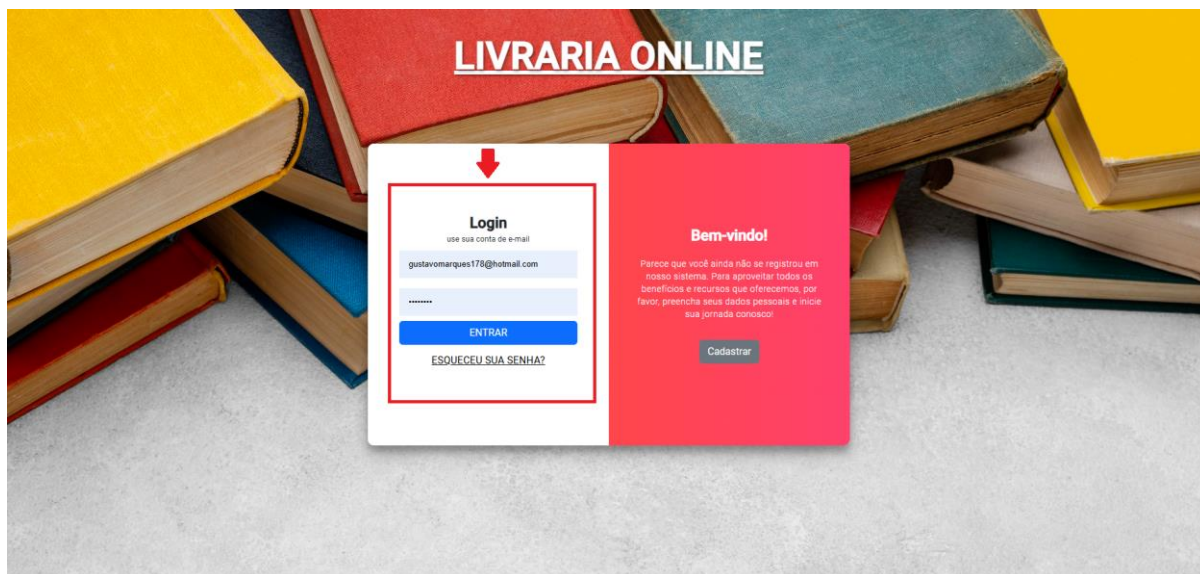 LIVRARIA ONLINE
Login
use sua conta de e-mail
gustavomarques178@hotmail.com
••••••••
ENTRAR
ESQUECEU SUA SENHA?
Bem-vindo!
Parece que você ainda não se registrou em
nosso sistema. Para aproveitar todos os
benefícios e recursos que oferecemos, por
favor, preencha seus dados pessoais e inicie
sua jornada conosco!
Cadastrar